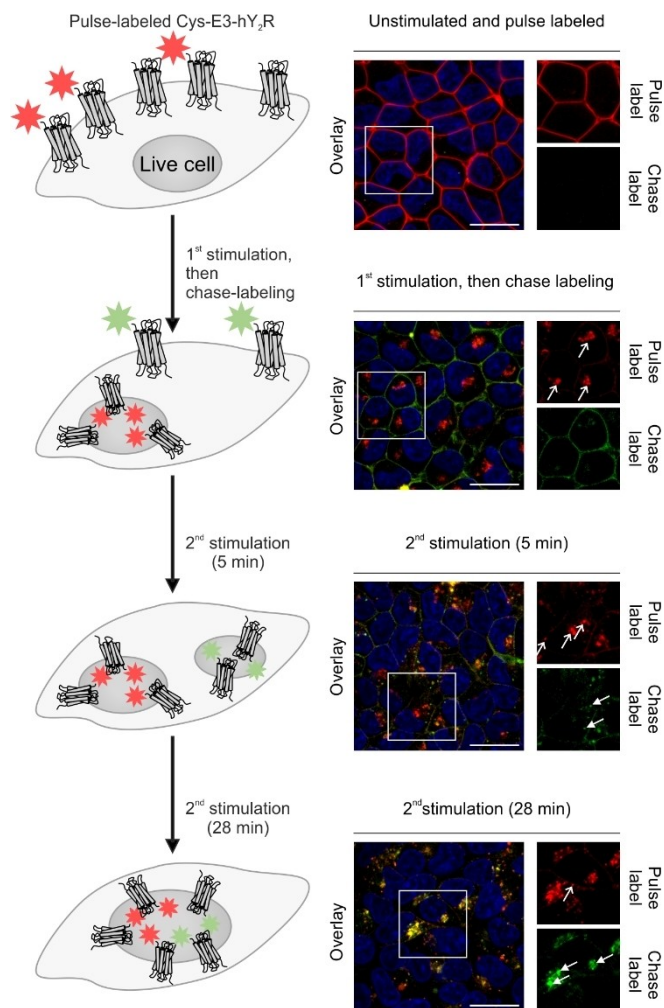 Pulse-labeled Cys-E3-hY₂R
Live cell
Unstimulated and pulse labeled
Overlay
Pulse
label
Chase
label
1ˢᵗ stimulation,
then
chase-labeling
1ˢᵗ stimulation, then chase labeling
Overlay
Pulse
label
Chase
label
2ⁿᵈ stimulation
(5 min)
2ⁿᵈ stimulation (5 min)
Overlay
Pulse
label
Chase
label
2ⁿᵈ stimulation
(28 min)
2ⁿᵈstimulation (28 min)
Overlay
Pulse
label
Chase
label